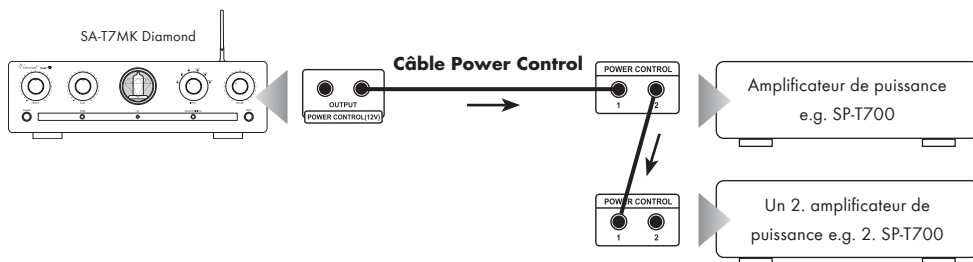 SA-T7MK Diamond
Câble Power Control
OUTPUT
POWER CONTROL(12V)
POWER CONTROL
1 2
Amplificateur de puissance
e.g. SP-T700
POWER CONTROL
1 2
Un 2. amplificateur de
puissance e.g. 2. SP-T700